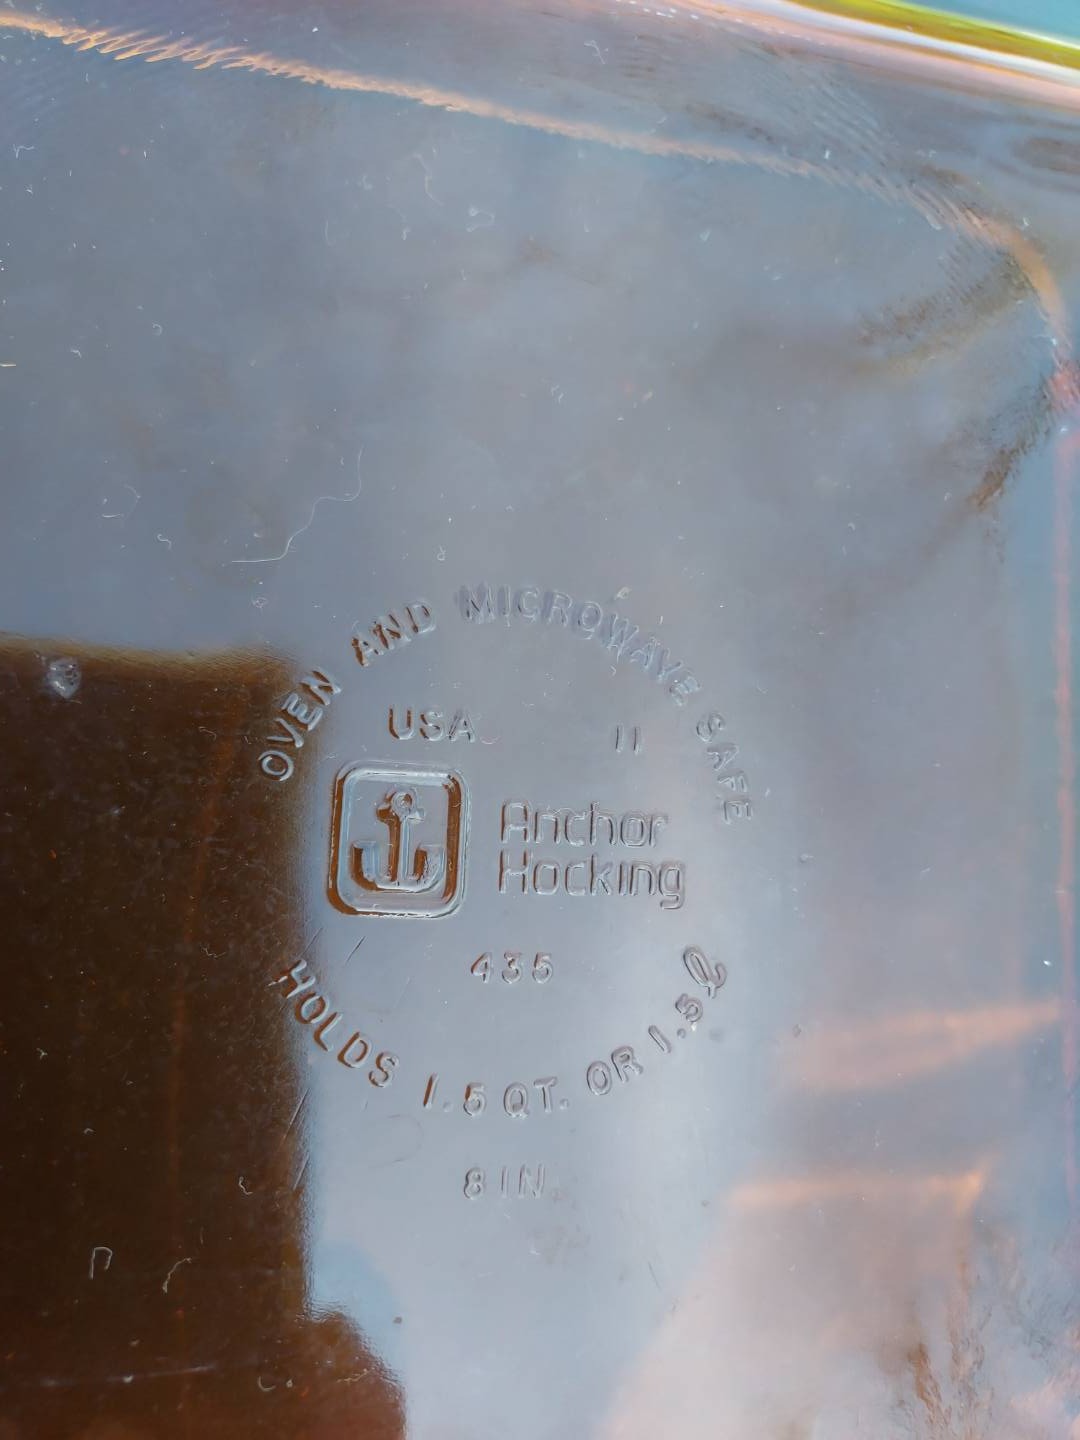 OVEN AND MICROWAVE SAFE
USA 11
Anchor
Hocking
435
HOLDS 1.5 QT. OR 1.5 ℓ
8 IN.